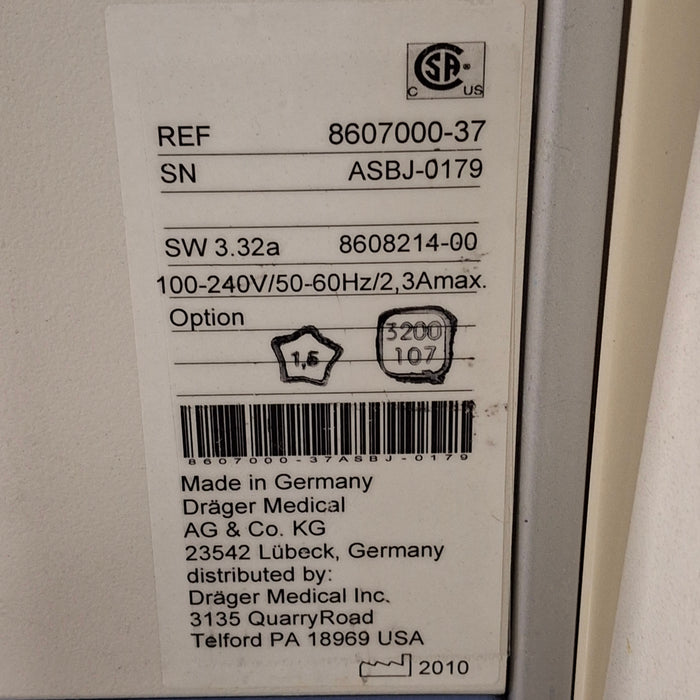 CSA®
C US
REF 8607000-37
SN ASBJ-0179
SW 3.32a 8608214-00
100-240V/50-60Hz/2,3Amax.
Option
1,5
3200
107
8607000-37ASBJ-0179
Made in Germany
Dräger Medical
AG & Co. KG
23542 Lübeck, Germany
distributed by:
Dräger Medical Inc.
3135 QuarryRoad
Telford PA 18969 USA
2010